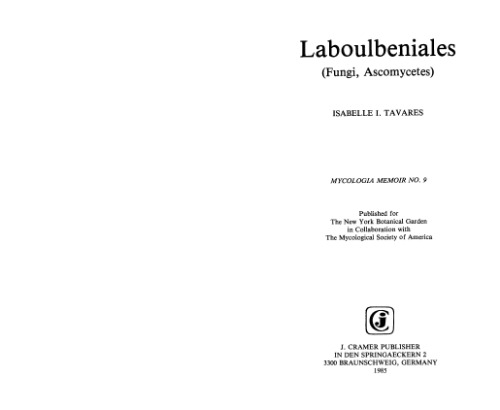 Laboulbeniales
(Fungi, Ascomycetes)
ISABELLE I. TAVARES
MYCOLOGIA MEMOIR NO. 9
Published for
The New York Botanical Garden
in Collaboration with
The Mycological Society of America
J. CRAMER PUBLISHER
IN DEN SPRINGAECKERN 2
3300 BRAUNSCHWEIG, GERMANY
1985